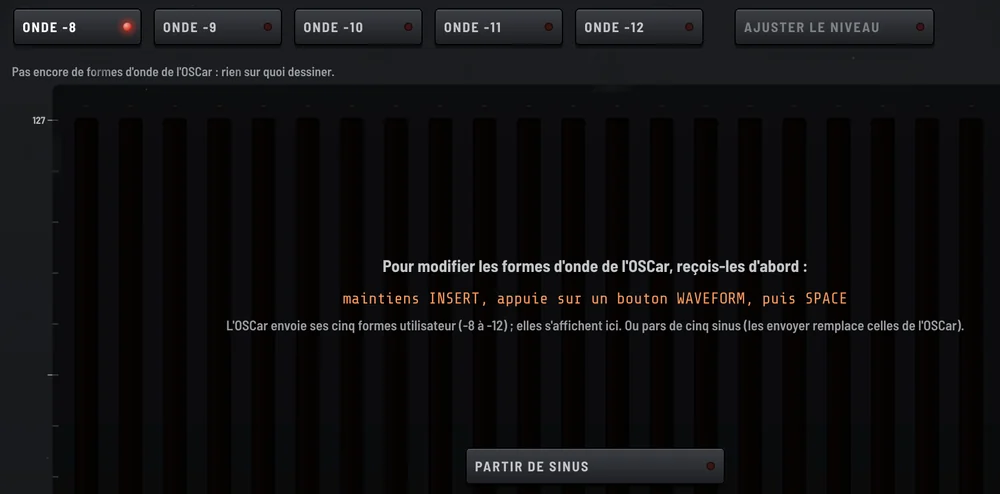 ONDE -8 ONDE -9 ONDE -10 ONDE -11 ONDE -12 AJUSTER LE NIVEAU
Pas encore de formes d'onde de l'OSCar : rien sur quoi dessiner.
127
Pour modifier les formes d'onde de l'OSCar, reçois-les d'abord :
maintiens INSERT, appuie sur un bouton WAVEFORM, puis SPACE
L'OSCar envoie ses cinq formes utilisateur (-8 à -12) ; elles s'affichent ici. Ou pars de cinq sinus (les envoyer remplace celles de l'OSCar).
PARTIR DE SINUS